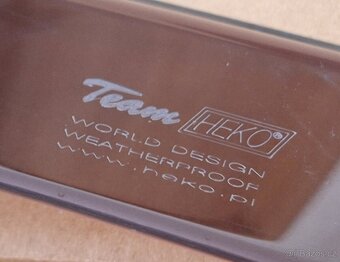 Team HEKO®
WORLD DESIGN
WEATHERPROOF
www.heko.pl